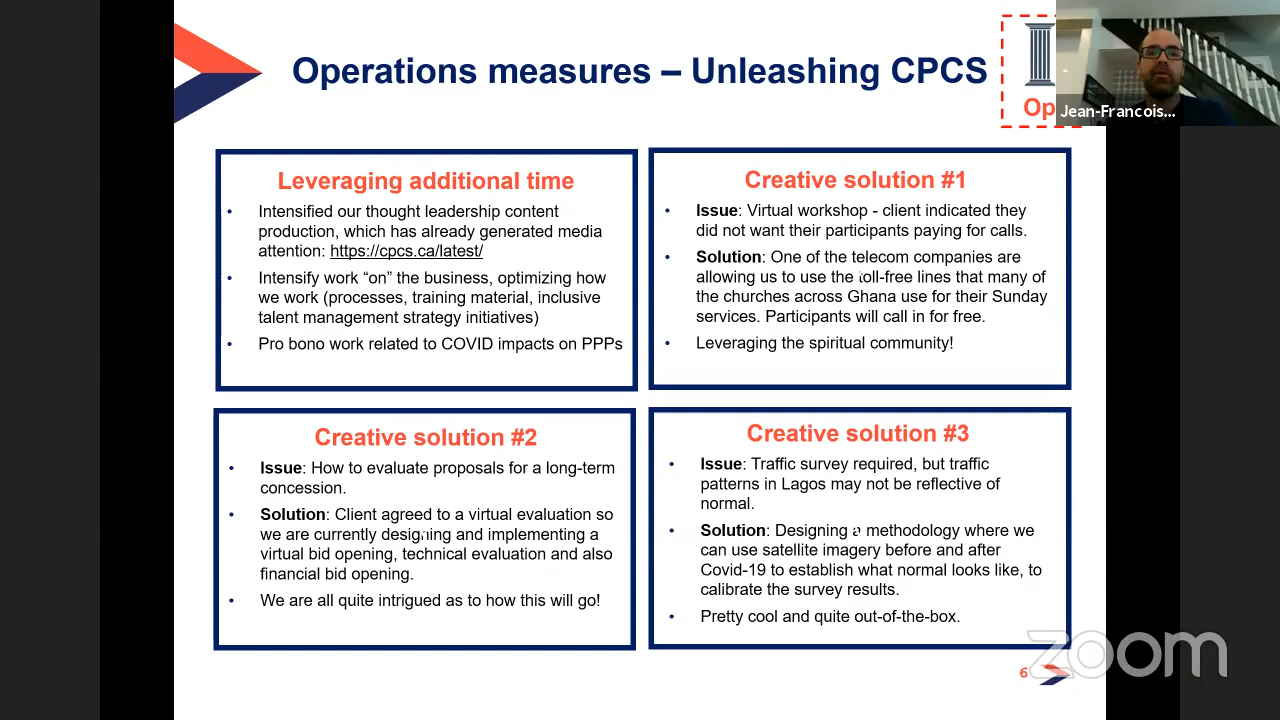 Operations measures – Unleashing CPCS
Op
Jean-Francois...
Leveraging additional time
• Intensified our thought leadership content
production, which has already generated media
attention: https://cpcs.ca/latest/
• Intensify work “on” the business, optimizing how
we work (processes, training material, inclusive
talent management strategy initiatives)
• Pro bono work related to COVID impacts on PPPs
Creative solution #1
• Issue: Virtual workshop - client indicated they
did not want their participants paying for calls.
• Solution: One of the telecom companies are
allowing us to use the toll-free lines that many of
the churches across Ghana use for their Sunday
services. Participants will call in for free.
• Leveraging the spiritual community!
Creative solution #2
• Issue: How to evaluate proposals for a long-term
concession.
• Solution: Client agreed to a virtual evaluation so
we are currently designing and implementing a
virtual bid opening, technical evaluation and also
financial bid opening.
• We are all quite intrigued as to how this will go!
Creative solution #3
• Issue: Traffic survey required, but traffic
patterns in Lagos may not be reflective of
normal.
• Solution: Designing a methodology where we
can use satellite imagery before and after
Covid-19 to establish what normal looks like, to
calibrate the survey results.
• Pretty cool and quite out-of-the-box.
zoom
6